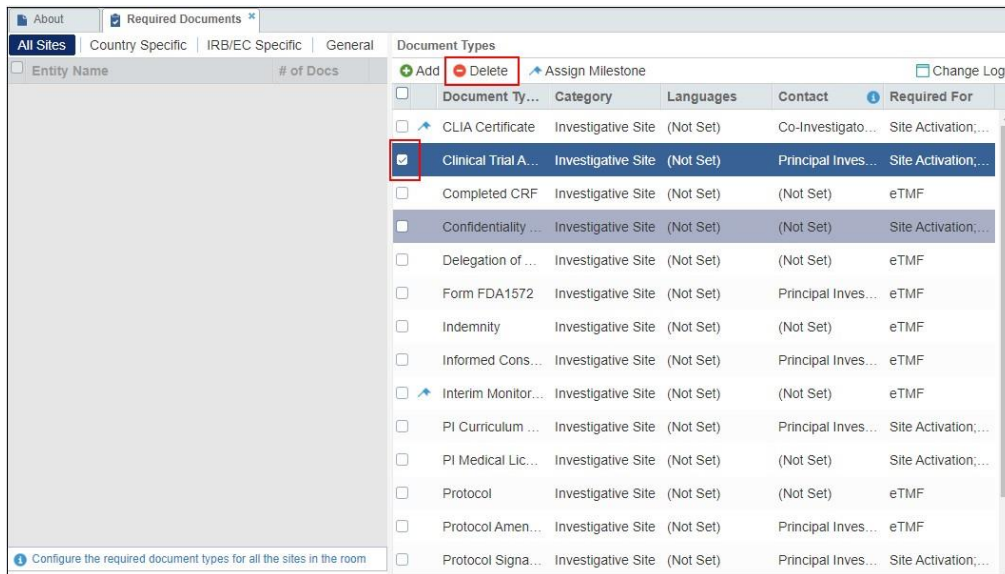 About Required Documents
All Sites Country Specific IRB/EC Specific General Document Types
Entity Name # of Docs
Add Delete Assign Milestone Change Log
Document Ty... Category Languages Contact Required For
CLIA Certificate Investigative Site (Not Set) Co-Investigato... Site Activation;...
Clinical Trial A... Investigative Site (Not Set) Principal Inves... Site Activation;...
Completed CRF Investigative Site (Not Set) (Not Set) eTMF
Confidentiality ... Investigative Site (Not Set) (Not Set) Site Activation;...
Delegation of ... Investigative Site (Not Set) (Not Set) eTMF
Form FDA1572 Investigative Site (Not Set) Principal Inves... eTMF
Indemnity Investigative Site (Not Set) (Not Set) eTMF
Informed Cons... Investigative Site (Not Set) Principal Inves... eTMF
Interim Monitor... Investigative Site (Not Set) (Not Set) eTMF
PI Curriculum ... Investigative Site (Not Set) Principal Inves... Site Activation;...
PI Medical Lic... Investigative Site (Not Set) (Not Set) Site Activation;...
Protocol Investigative Site (Not Set) (Not Set) eTMF
Protocol Amen... Investigative Site (Not Set) Principal Inves... eTMF
Configure the required document types for all the sites in the room
Protocol Signa... Investigative Site (Not Set) Principal Inves... Site Activation;...